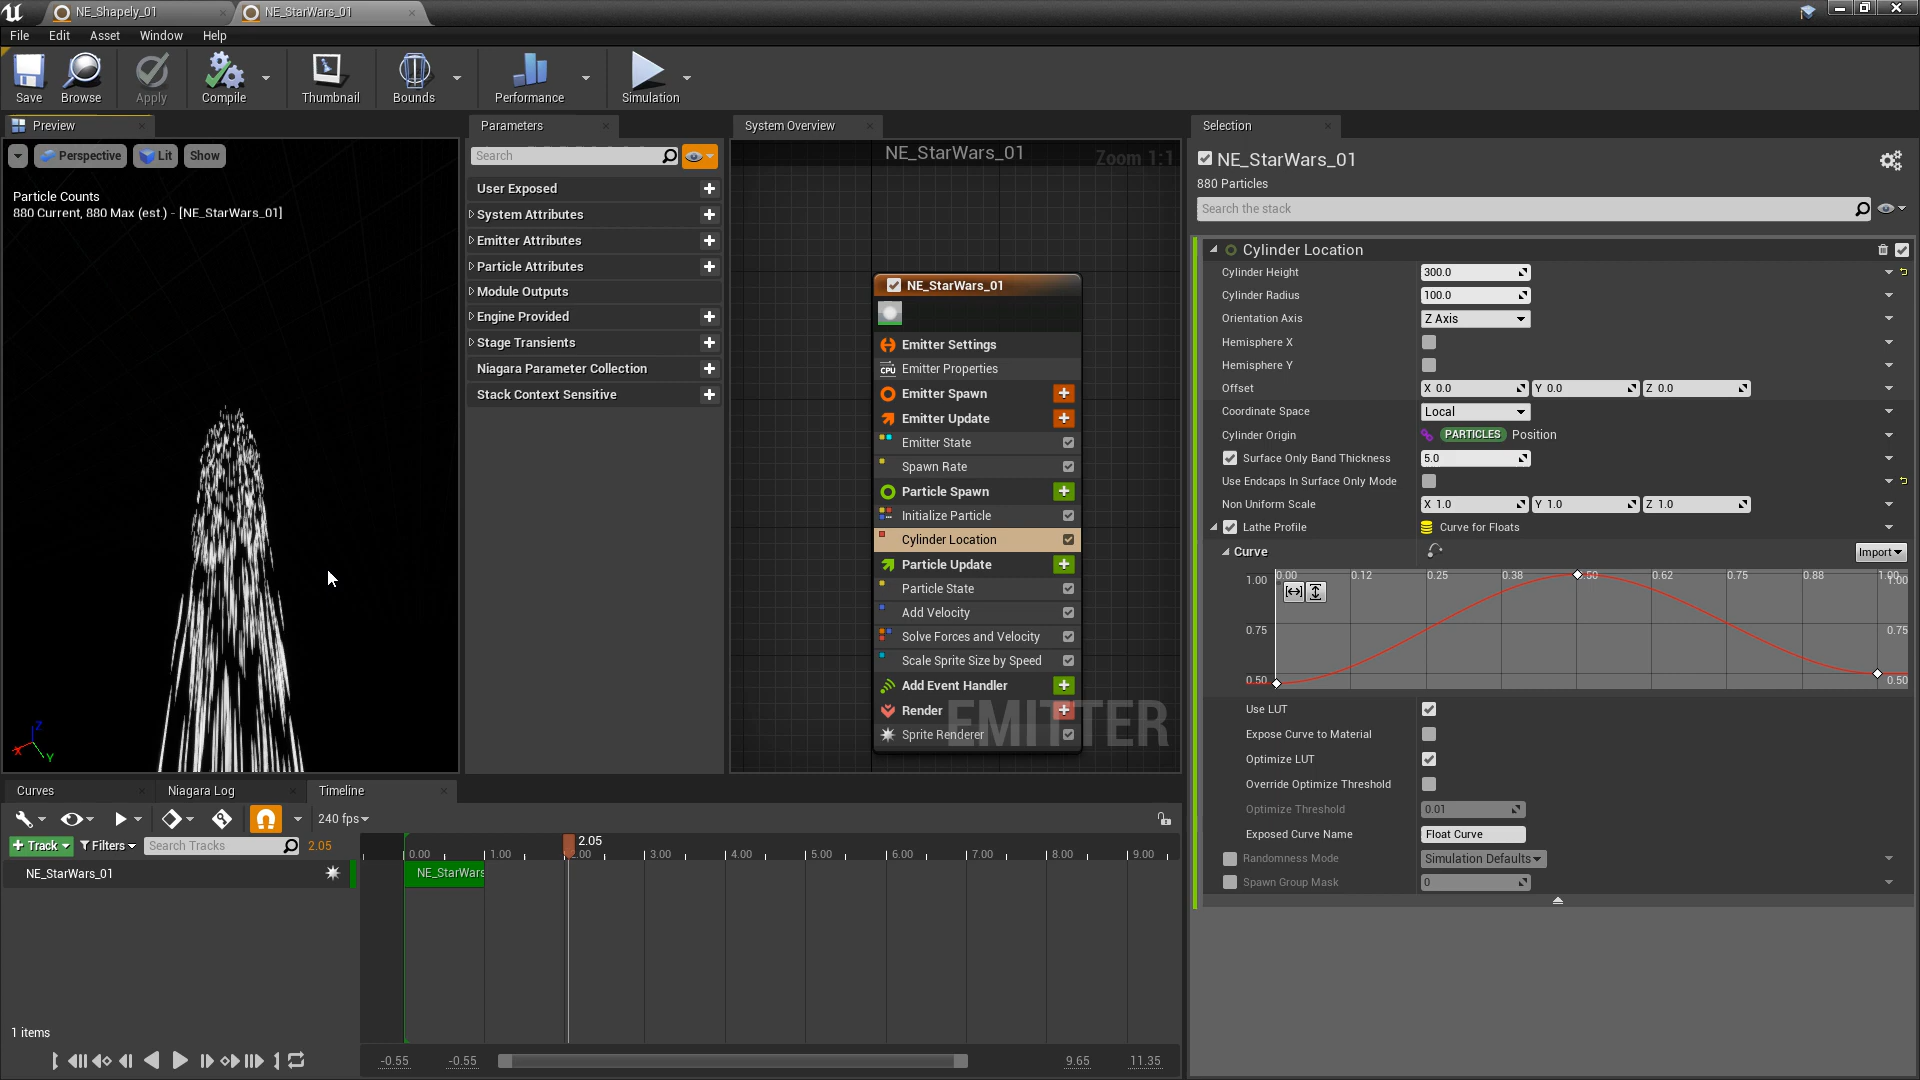 NE_Shapely_01
NE_StarWars_01
File Edit Asset Window Help
Save Browse Apply Compile Thumbnail Bounds Performance Simulation
Preview
Perspective Lit Show
Particle Counts
880 Current, 880 Max (est.) - [NE_StarWars_01]
Z
X
Y
Parameters
Search
User Exposed
System Attributes
Emitter Attributes
Particle Attributes
Module Outputs
Engine Provided
Stage Transients
Niagara Parameter Collection
Stack Context Sensitive
System Overview
NE_StarWars_01 Zoom 1:1
NE_StarWars_01
Emitter Settings
CPU Emitter Properties
Emitter Spawn
Emitter Update
Emitter State
Spawn Rate
Particle Spawn
Initialize Particle
Cylinder Location
Particle Update
Particle State
Add Velocity
Solve Forces and Velocity
Scale Sprite Size by Speed
Add Event Handler
Render
Sprite Renderer
EMITTER
Selection
NE_StarWars_01
880 Particles
Search the stack
Cylinder Location
Cylinder Height 300.0
Cylinder Radius 100.0
Orientation Axis Z Axis
Hemisphere X
Hemisphere Y
Offset X 0.0 Y 0.0 Z 0.0
Coordinate Space Local
Cylinder Origin PARTICLES Position
Surface Only Band Thickness 5.0
Use Endcaps In Surface Only Mode
Non Uniform Scale X 1.0 Y 1.0 Z 1.0
Lathe Profile Curve for Floats
Curve Import
0.00 0.12 0.25 0.38 0.50 0.62 0.75 0.88 1.00
1.00 1.00
0.75 0.75
0.50 0.50
Use LUT
Expose Curve to Material
Optimize LUT
Override Optimize Threshold
Optimize Threshold 0.01
Exposed Curve Name Float Curve
Randomness Mode Simulation Defaults
Spawn Group Mask 0
Curves Niagara Log Timeline
240 fps
+ Track Filters Search Tracks 2.05
2.05
0.00 1.00 2.00 3.00 4.00 5.00 6.00 7.00 8.00 9.00
NE_StarWars_01 NE_StarWars
1 items
-0.55 -0.55 9.65 11.35